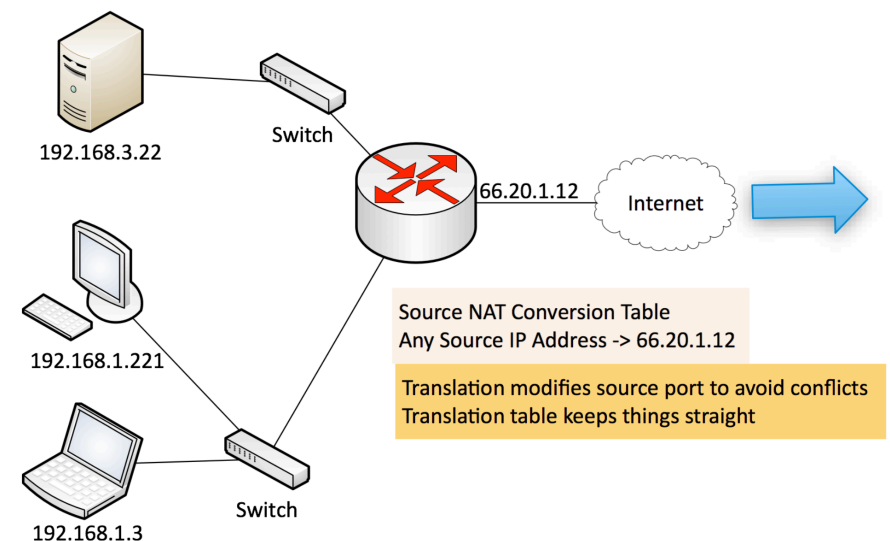 Switch
192.168.3.22
66.20.1.12
Internet
Source NAT Conversion Table
Any Source IP Address -> 66.20.1.12
192.168.1.221
Translation modifies source port to avoid conflicts
Translation table keeps things straight
Switch
192.168.1.3